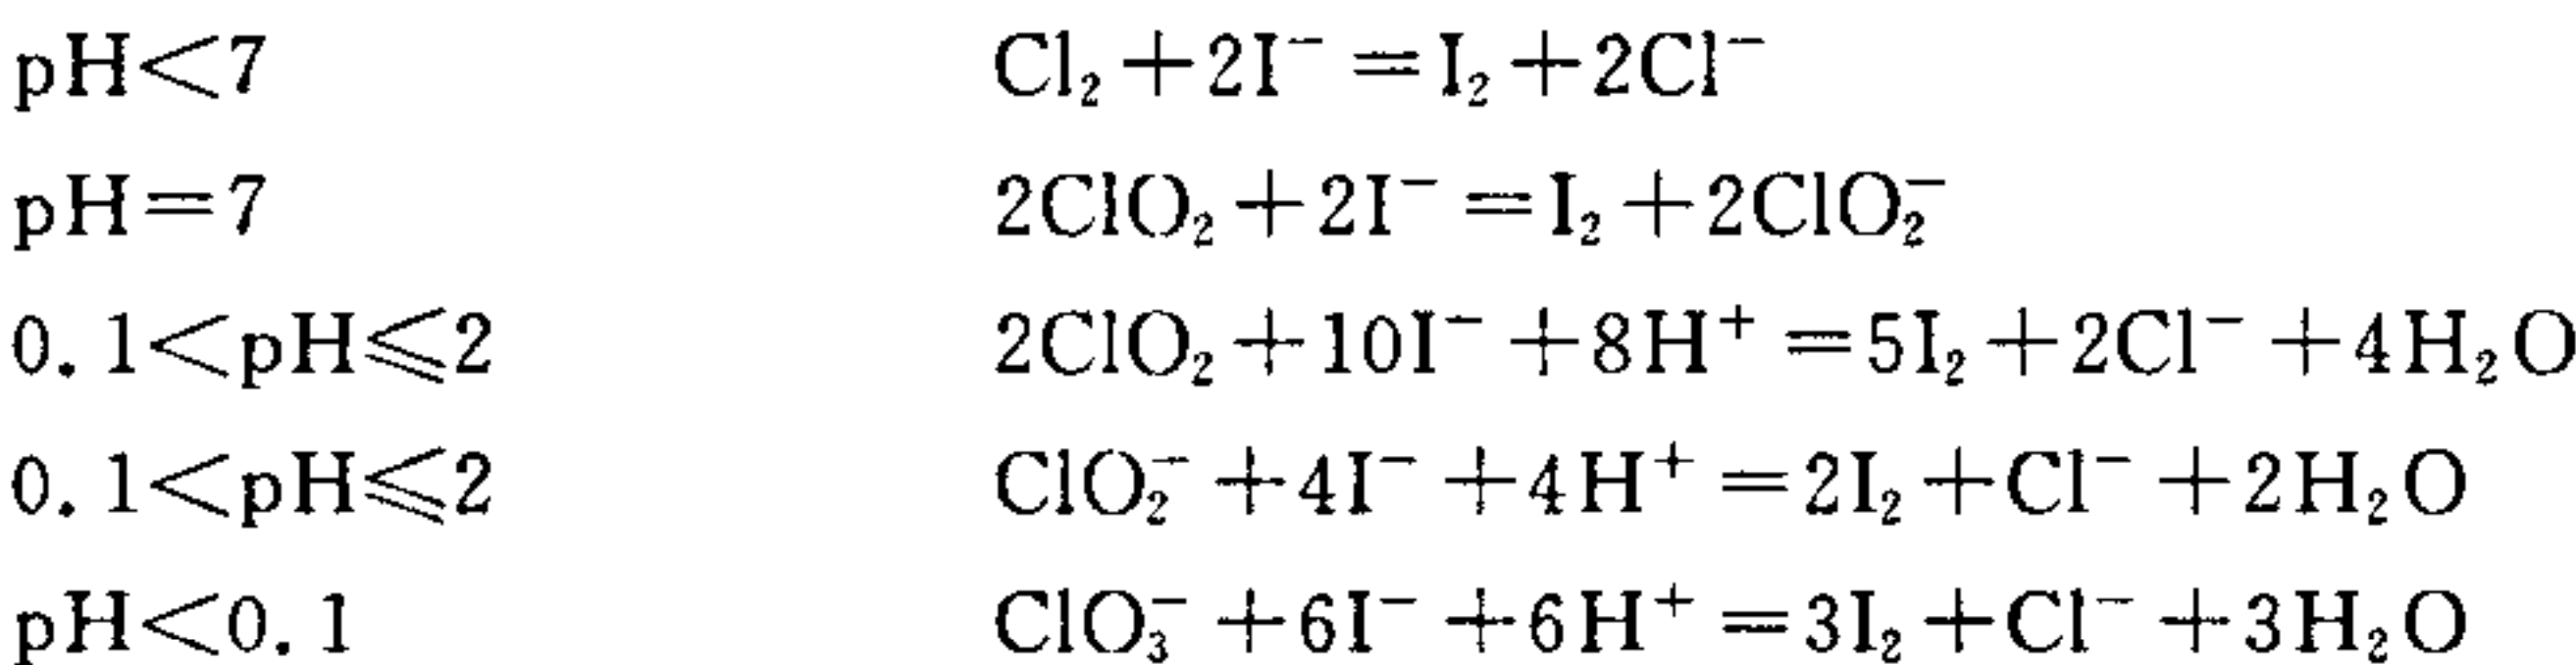 pH<7 Cl₂+2I⁻=I₂+2Cl⁻
pH=7 2ClO₂+2I⁻=I₂+2ClO₂⁻
0.1<pH⩽2 2ClO₂+10I⁻+8H⁺=5I₂+2Cl⁻+4H₂O
0.1<pH⩽2 ClO₂⁻+4I⁻+4H⁺=2I₂+Cl⁻+2H₂O
pH<0.1 ClO₃⁻+6I⁻+6H⁺=3I₂+Cl⁻+3H₂O